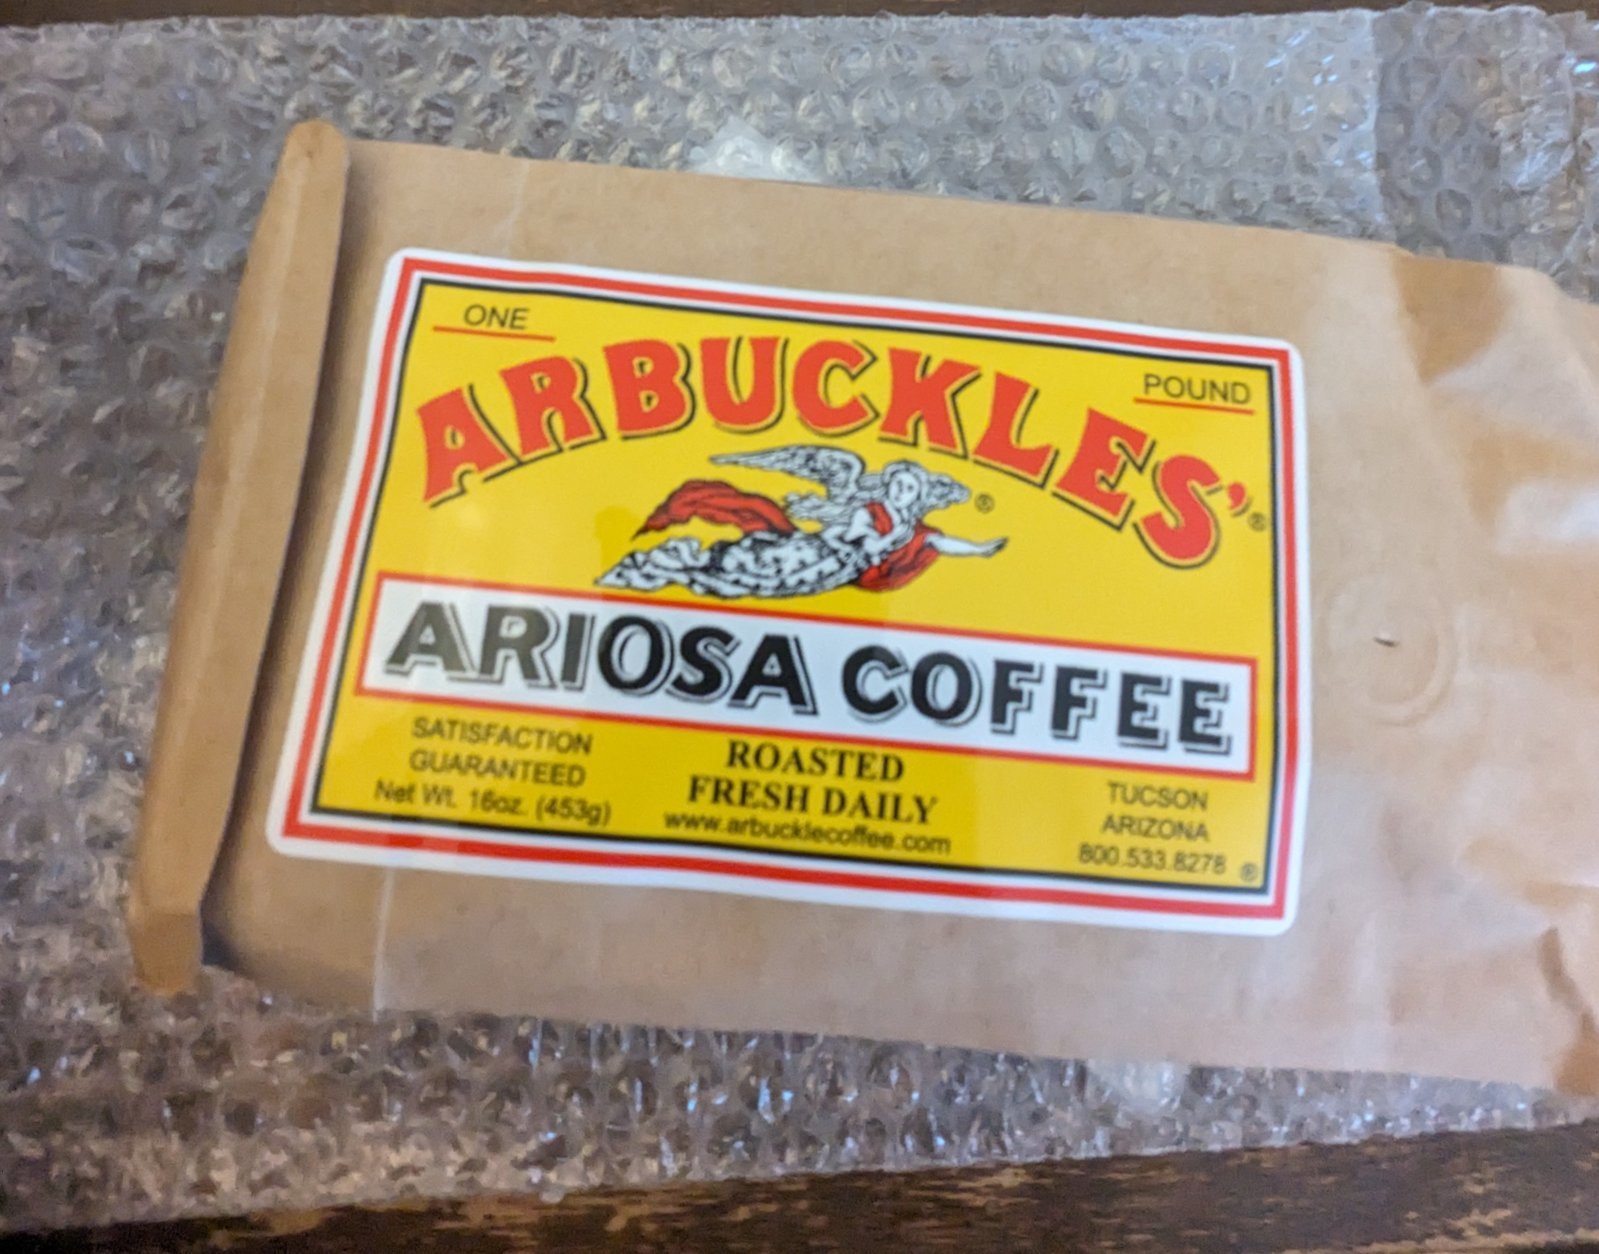 ONE
POUND
ARBUCKLES'®
®
ARIOSA COFFEE
SATISFACTION
GUARANTEED
Net Wt. 16oz. (453g)
ROASTED
FRESH DAILY
www.arbucklecoffee.com
TUCSON
ARIZONA
800.533.8278 ®